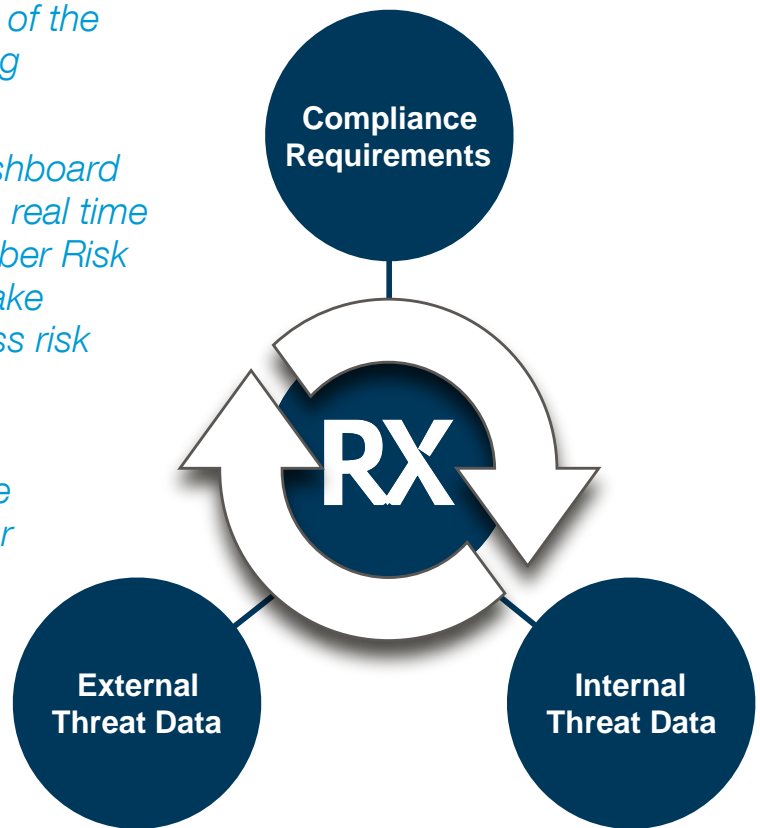 of the
g
shboard
real time
ber Risk
ake
ss risk
e
r
Compliance
Requirements
RX
External
Threat Data
Internal
Threat Data